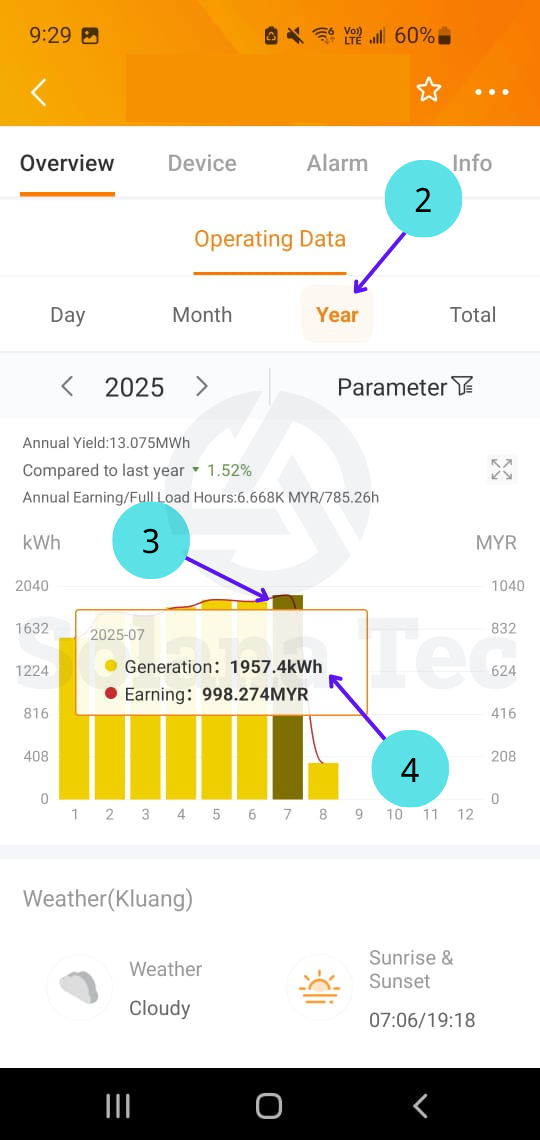 9:29 Vo) LTE 60%
Overview Device Alarm Info
2
Operating Data
Day Month Year Total
2025 Parameter
Annual Yield:13.075MWh
Compared to last year 1.52%
Annual Earning/Full Load Hours:6.668K MYR/785.26h
kWh 3 MYR
2040 1040
1632 832
2025-07
Solana Tec
1224 Generation: 1957.4kWh 624
Earning: 998.274MYR
816 416
408 4 208
0 0
1 2 3 4 5 6 7 8 9 10 11 12
Weather(Kluang)
Weather
Cloudy
Sunrise &
Sunset
07:06/19:18